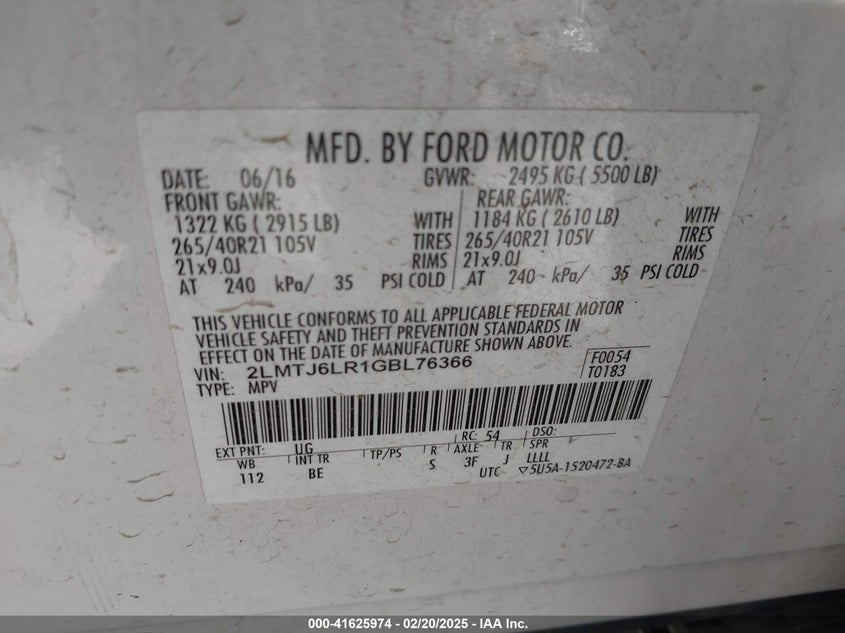 MFD. BY FORD MOTOR CO.
DATE: 06/16 GVWR: 2495 KG ( 5500 LB)
FRONT GAWR: REAR GAWR:
1322 KG ( 2915 LB) WITH 1184 KG ( 2610 LB) WITH
265/40R21 105V TIRES 265/40R21 105V TIRES
21x9.0J RIMS 21x9.0J RIMS
AT 240 kPa/ 35 PSI COLD AT 240 kPa/ 35 PSI COLD
THIS VEHICLE CONFORMS TO ALL APPLICABLE FEDERAL MOTOR
VEHICLE SAFETY AND THEFT PREVENTION STANDARDS IN
EFFECT ON THE DATE OF MANUFACTURE SHOWN ABOVE.
VIN: 2LMTJ6LR1GBL76366 F0054
TYPE: MPV T0183
EXT PNT: UG RC: 54 DSO:
WB INT TR TP/PS R AXLE TR SPR
112 BE S 3F J LLLL
UTC ▽5U5A-1520472-BA
000-41625974 - 02/20/2025 - IAA Inc.